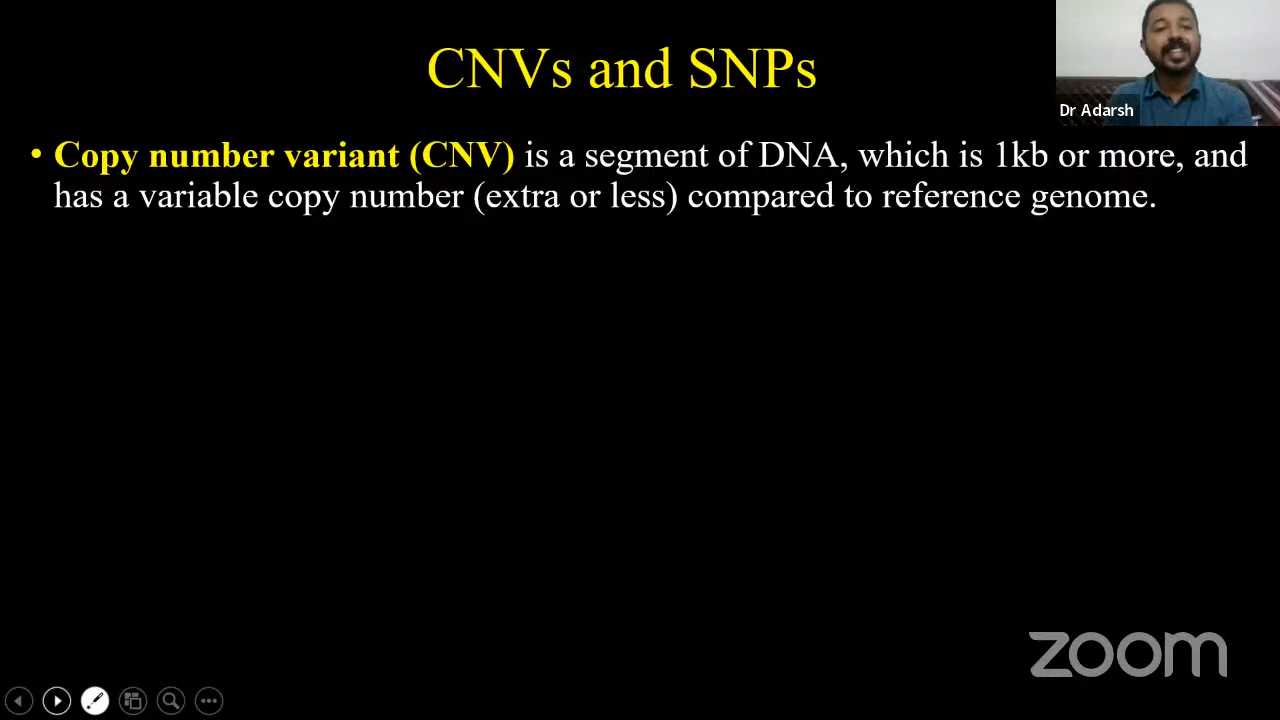 CNVs and SNPs
Dr Adarsh
• Copy number variant (CNV) is a segment of DNA, which is 1kb or more, and
has a variable copy number (extra or less) compared to reference genome.
zoom